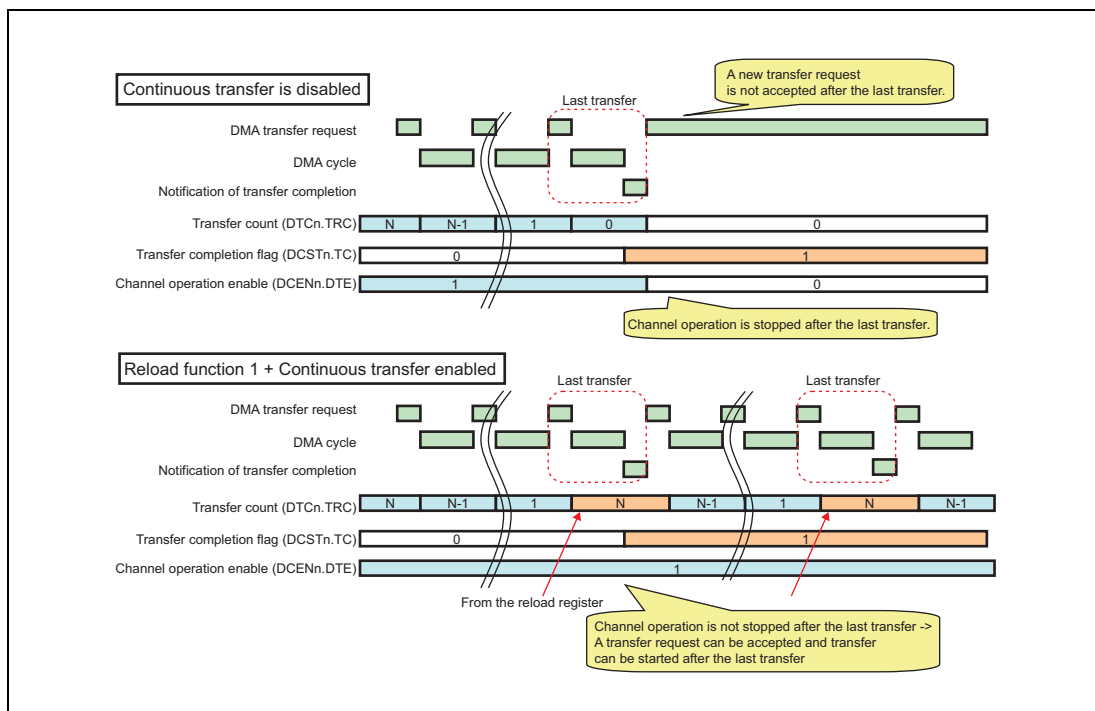 Continuous transfer is disabled
A new transfer request
is not accepted after the last transfer.
Last transfer
DMA transfer request
DMA cycle
Notification of transfer completion
Transfer count (DTCn.TRC) N N-1 1 0 0
Transfer completion flag (DCSTn.TC) 0 1
Channel operation enable (DCENn.DTE) 1 0
Channel operation is stopped after the last transfer.
Reload function 1 + Continuous transfer enabled
Last transfer Last transfer
DMA transfer request
DMA cycle
Notification of transfer completion
Transfer count (DTCn.TRC) N N-1 1 N N-1 1 N N-1
Transfer completion flag (DCSTn.TC) 0 1
Channel operation enable (DCENn.DTE) 1
From the reload register
Channel operation is not stopped after the last transfer ->
A transfer request can be accepted and transfer
can be started after the last transfer